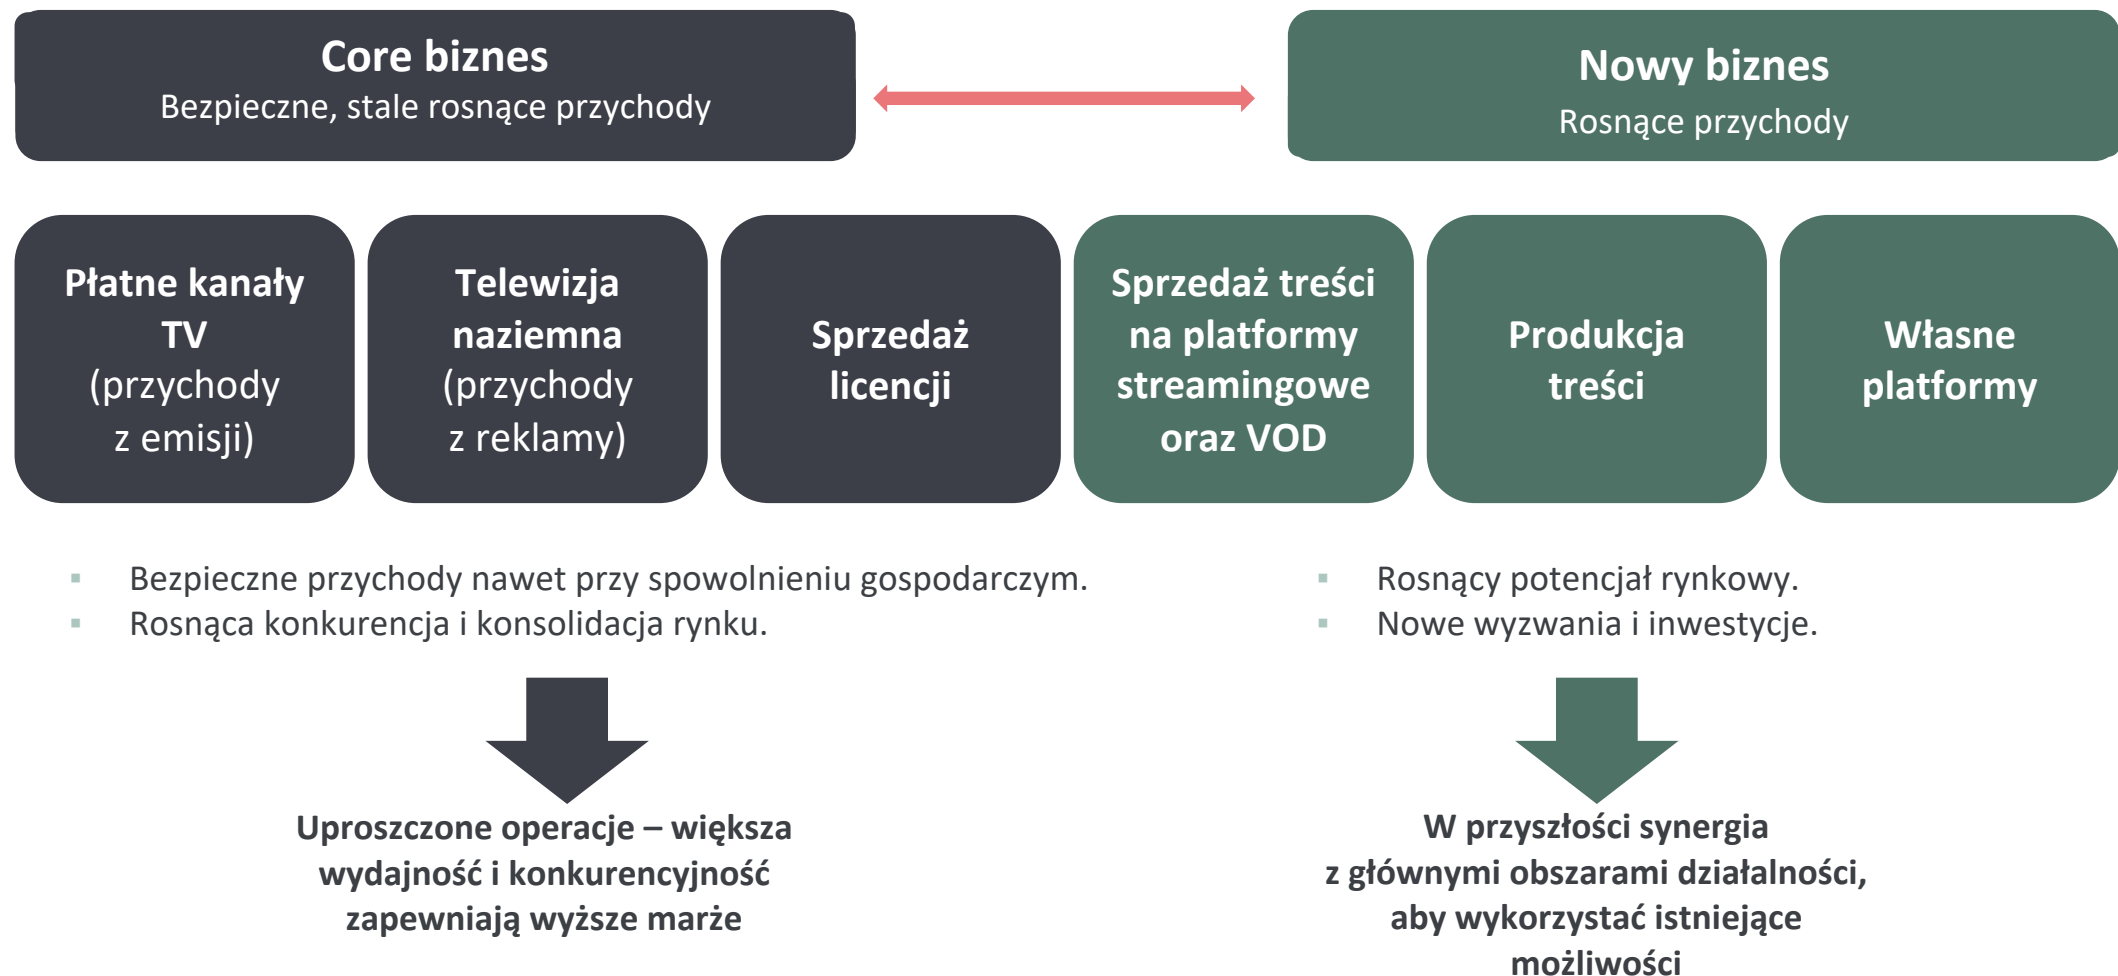 Core biznes
Bezpieczne, stale rosnące przychody
Nowy biznes
Rosnące przychody
Płatne kanały
TV
(przychody
z emisji)
Telewizja
naziemna
(przychody
z reklamy)
Sprzedaż
licencji
Sprzedaż treści
na platformy
streamingowe
oraz VOD
Produkcja
treści
Własne
platformy
▪ Bezpieczne przychody nawet przy spowolnieniu gospodarczym.
▪ Rosnąca konkurencja i konsolidacja rynku.
▪ Rosnący potencjał rynkowy.
▪ Nowe wyzwania i inwestycje.
Uproszczone operacje – większa
wydajność i konkurencyjność
zapewniają wyższe marże
W przyszłości synergia
z głównymi obszarami działalności,
aby wykorzystać istniejące
możliwości